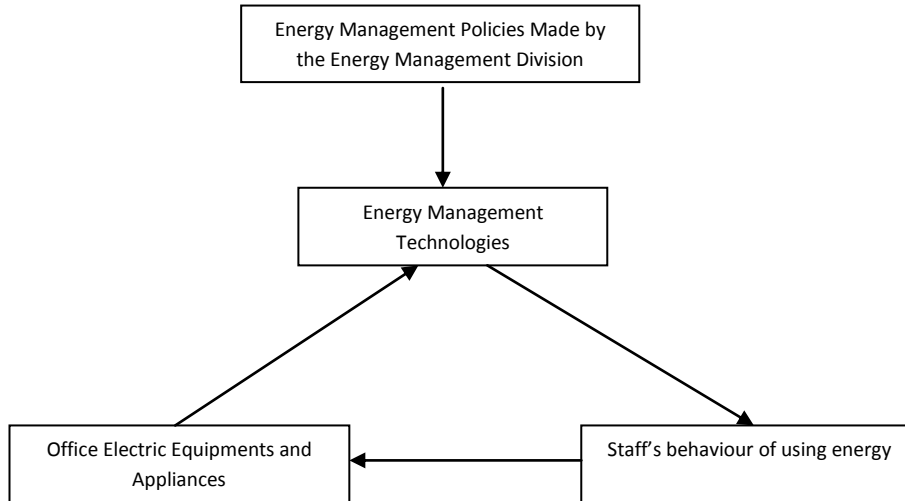 Energy Management Policies Made by
the Energy Management Division
Energy Management
Technologies
Office Electric Equipments and
Appliances
Staff’s behaviour of using energy